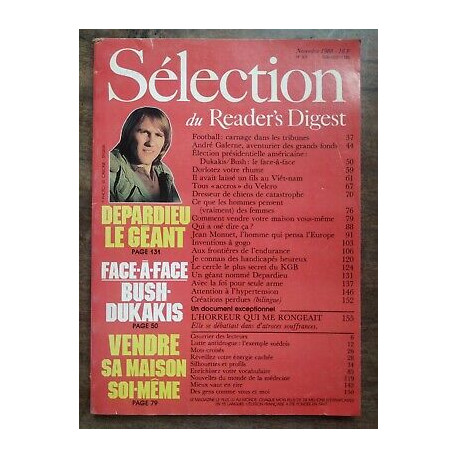 Novembre 1988
Sélection
du Reader's Digest
Football : carnage dans les tribunes 37
André Galerne, aventurier des grands fonds 44
Élection présidentielle américaine :
Dukakis/Bush : le face-à-face 50
Dorlotez votre rhume 59
Il avait laissé un fils au Viêt-nam 61
Tous «accros» du Velcro 67
Dresseur de chiens de catastrophe 70
Ce que les hommes pensent
(vraiment) des femmes 76
Comment vendre votre maison vous-même 79
Qui a osé dire ça ? 88
Jean Monnet, l'homme qui pensa l'Europe 91
Inventions à gogo 103
Aux frontières de l'endurance 106
Je connais des handicapés heureux 120
Le cercle le plus secret du KGB 124
Un géant nommé Depardieu 131
Avec la foi pour seule arme 137
Attention à l'hypertension 146
Créations perdues (bilingue) 152
Un document exceptionnel
L'HORREUR QUI ME RONGEAIT 155
Elle se débattait dans d'atroces souffrances.
Courrier des lecteurs 6
Lutte antidrogue : l'exemple suédois 12
Mots croisés 28
Réveillez votre énergie cachée 28
Silhouettes et profils 34
Enrichissez votre vocabulaire 85
Nouvelles du monde de la médecine 119
Mieux vaut en rire 149
Des gens comme vous et moi 150
DEPARDIEU
LE GÉANT
PAGE 131
FACE-À-FACE
BUSH-
DUKAKIS
PAGE 50
VENDRE
SA MAISON
SOI-MÊME
PAGE 79